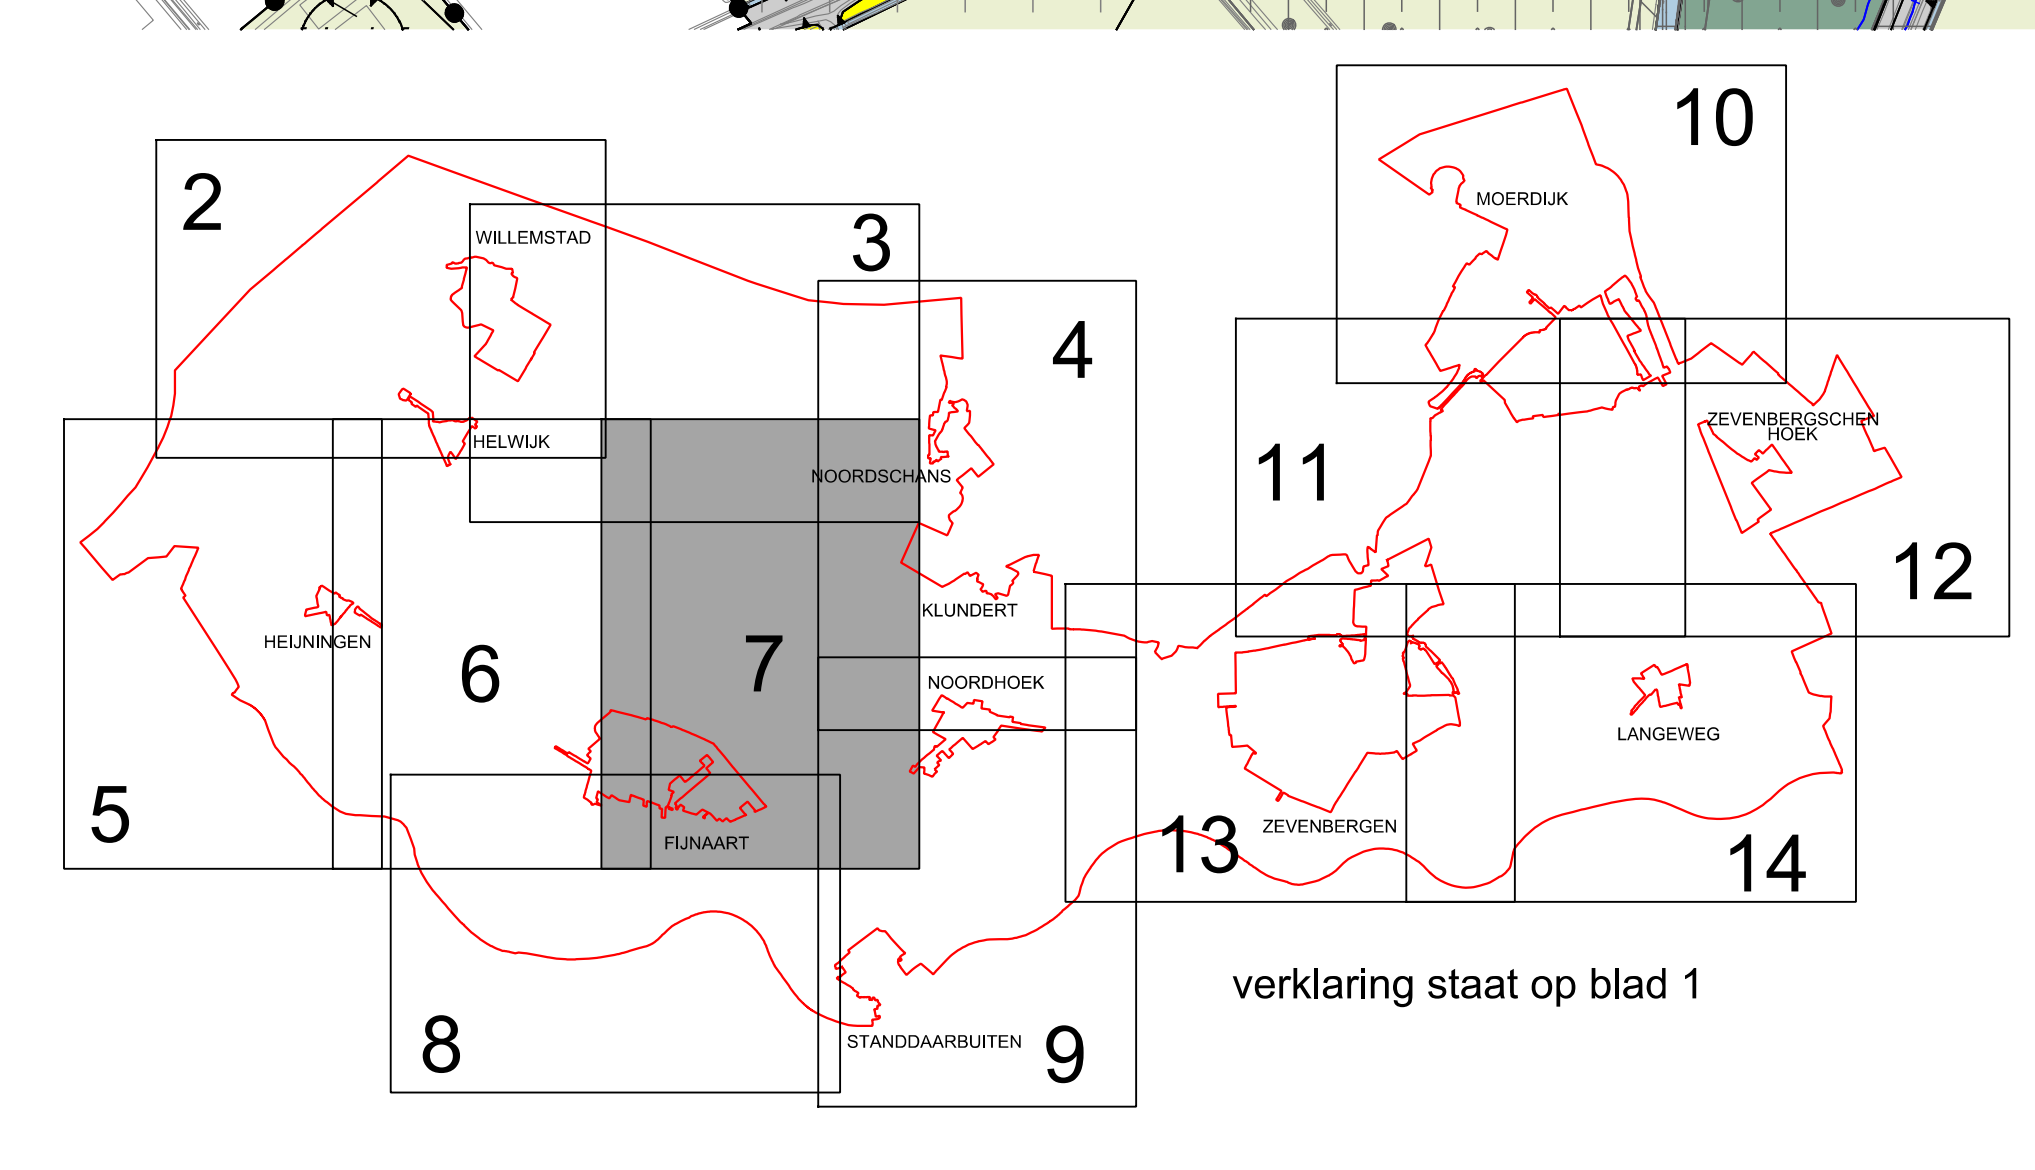 10
2
MOERDIJK
WILLEMSTAD
3
4
ZEVENBERGSCHEN
HOEK
HELWIJK
11
NOORDSCHANS
12
KLUNDERT
HEIJNINGEN
6
7
NOORDHOEK
LANGEWEG
5
ZEVENBERGEN
13
FIJNAART
14
verklaring staat op blad 1
8
STANDDAARBUITEN
9